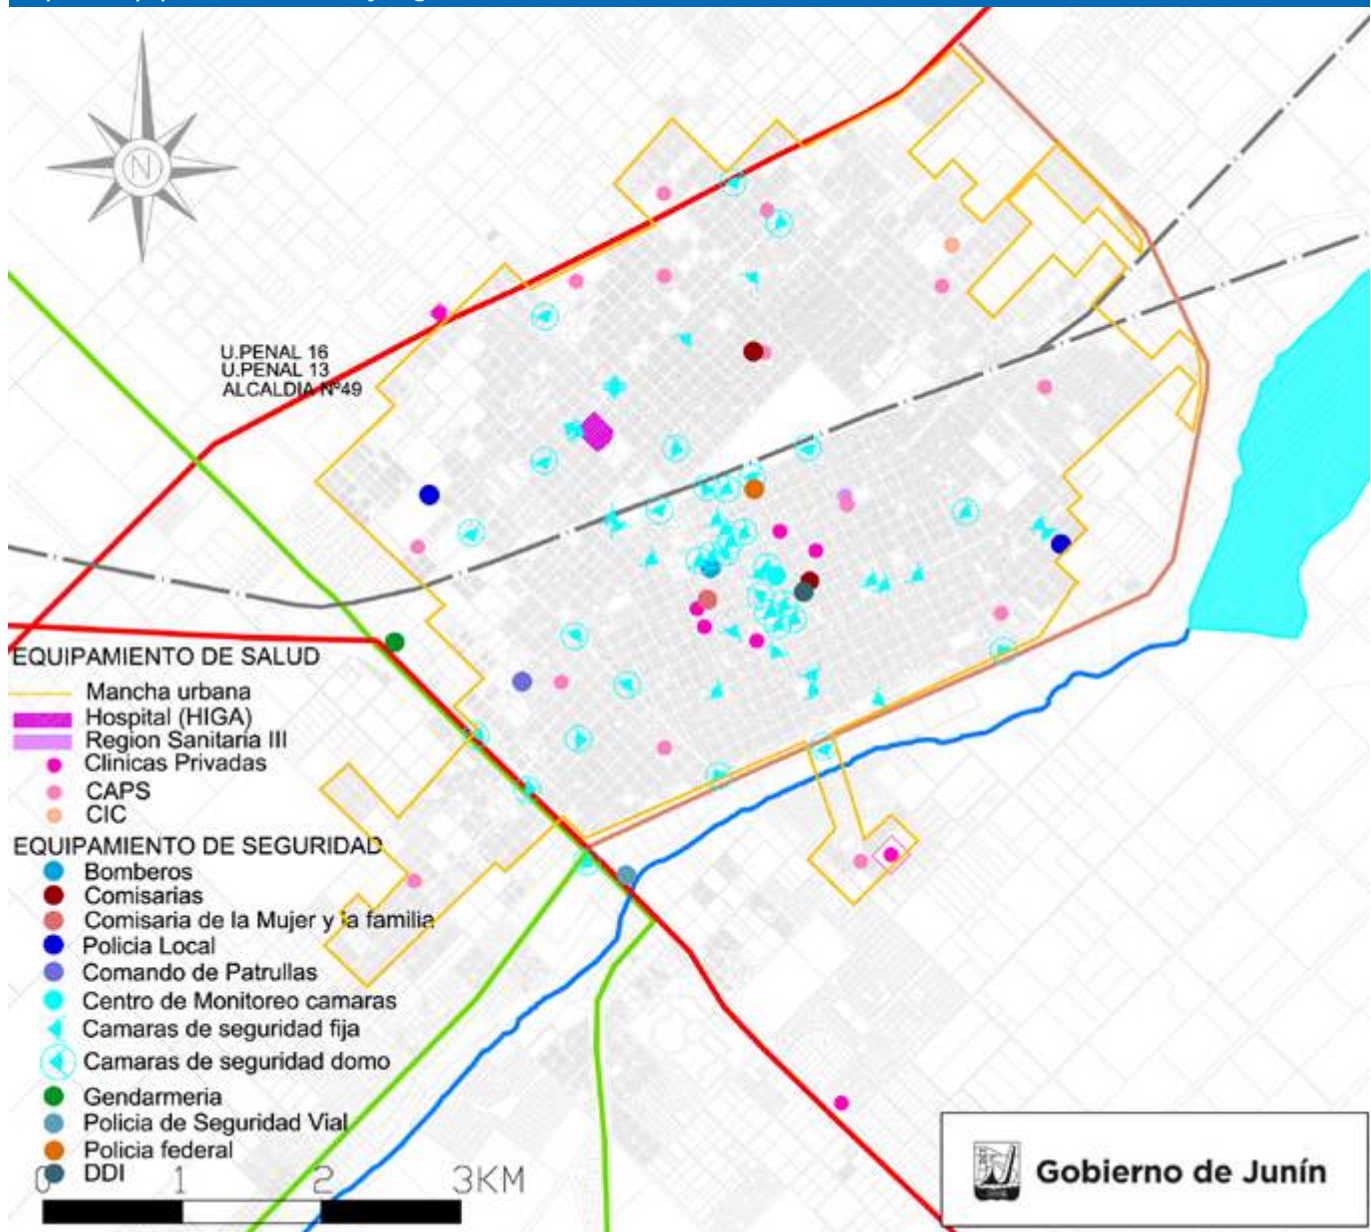 N
U.PENAL 16
U.PENAL 13
ALCALDIA Nº49
EQUIPAMIENTO DE SALUD
Mancha urbana
Hospital (HIGA)
Region Sanitaria III
Clinicas Privadas
CAPS
CIC
EQUIPAMIENTO DE SEGURIDAD
Bomberos
Comisarias
Comisaria de la Mujer y la familia
Policia Local
Comando de Patrullas
Centro de Monitoreo camaras
Camaras de seguridad fija
Camaras de seguridad domo
Gendarmeria
Policia de Seguridad Vial
Policia federal
DDI
0 1 2 3KM
Gobierno de Junín